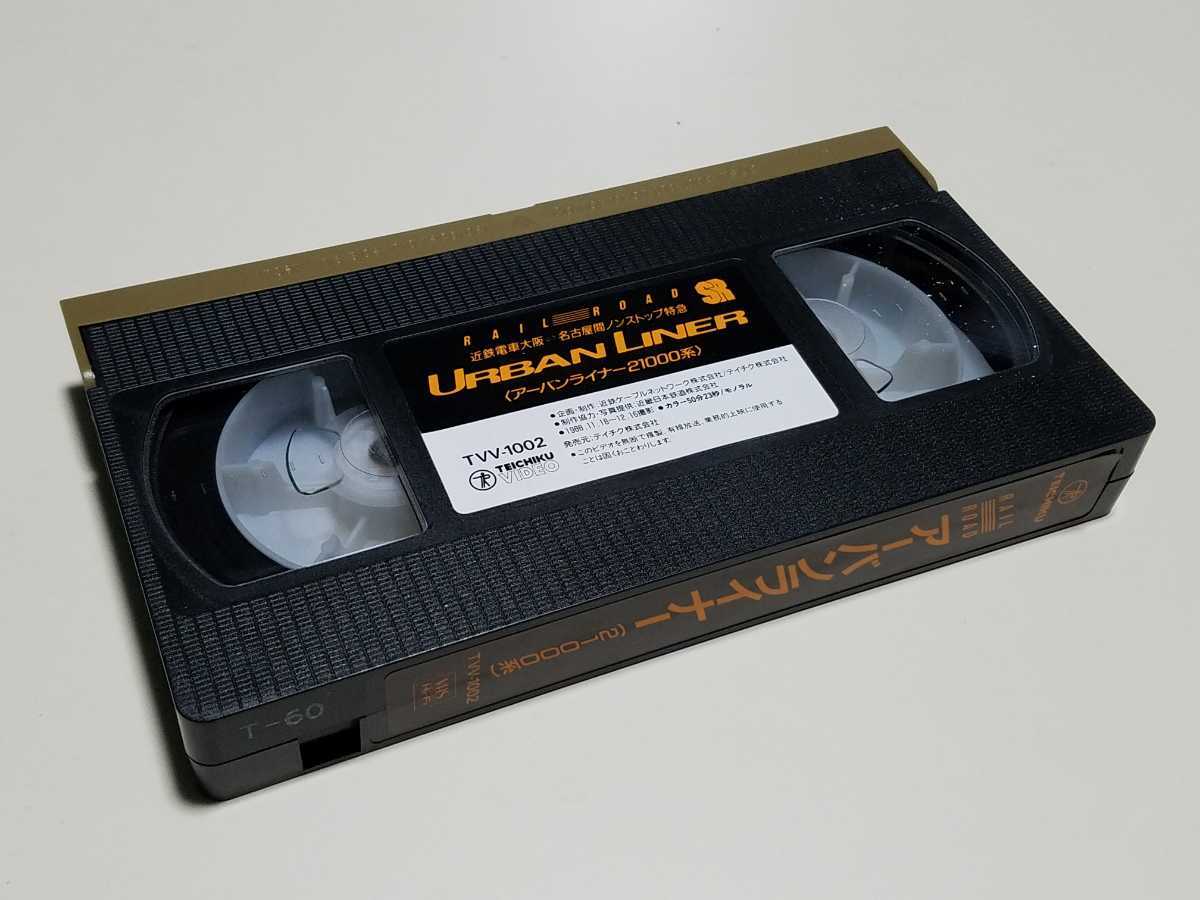 RAIL ROAD SR
近鉄電車大阪↔名古屋間ノンストップ特急
URBAN LINER
〈アーバンライナー21000系〉
●企画・制作:近鉄ケーブルネットワーク株式会社/テイチク株式会社
●制作協力・写真提供:近畿日本鉄道株式会社
●1988.11.18─12.16撮影 ●カラー50分23秒/モノラル
発売元:テイチク株式会社
●このビデオを無断で複製、有線放送、業務的上映に使用する
ことは固くおことわりします。
TVV-1002
TEICHIKU
VIDEO
TEICHIKU
RAIL
ROAD
アーバンライナー
〈21000系〉
TVV-1002
VHS
Hi-Fi
T-60